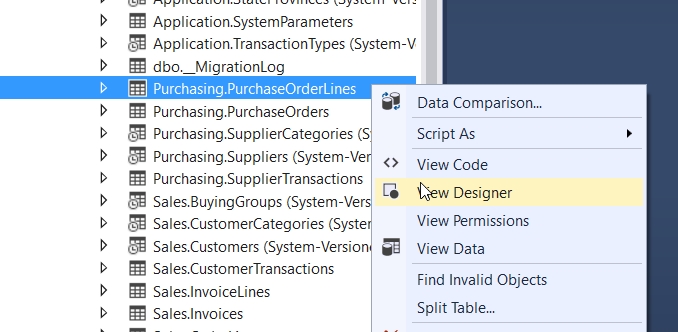 Application.StateProvinces (System-Vers
Application.SystemParameters
Application.TransactionTypes (System-V
dbo.__MigrationLog
Purchasing.PurchaseOrderLines
Purchasing.PurchaseOrders
Purchasing.SupplierCategories (Sy
Purchasing.Suppliers (System-Ver
Purchasing.SupplierTransactions
Sales.BuyingGroups (System-Vers
Sales.CustomerCategories (System
Sales.Customers (System-Versione
Sales.CustomerTransactions
Sales.InvoiceLines
Sales.Invoices
Data Comparison...
Script As
View Code
View Designer
View Permissions
View Data
Find Invalid Objects
Split Table...